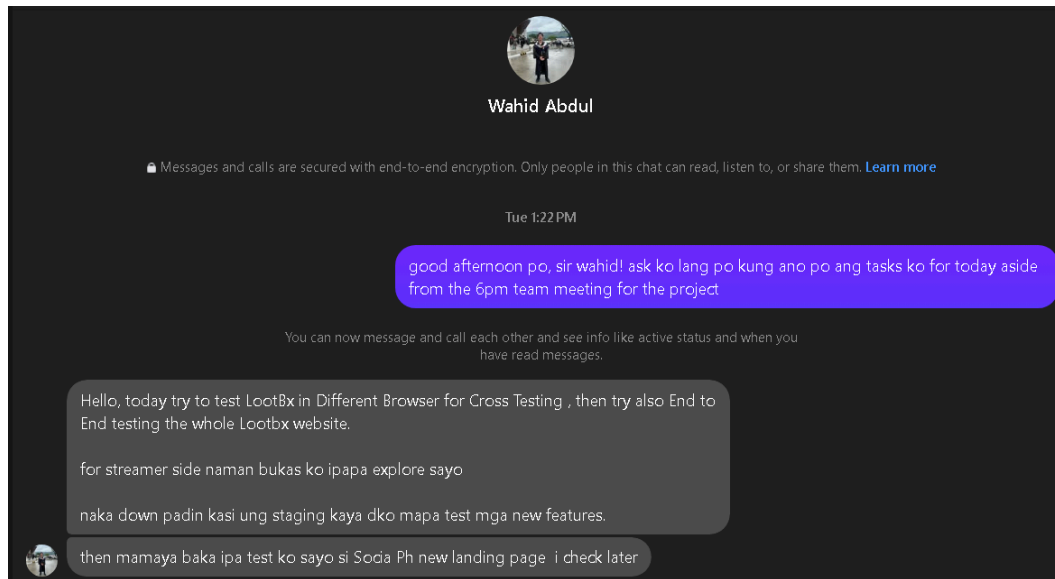 Wahid Abdul
Messages and calls are secured with end-to-end encryption. Only people in this chat can read, listen to, or share them. Learn more
Tue 1:22 PM
good afternoon po, sir wahid! ask ko lang po kung ano po ang tasks ko for today aside
from the 6pm team meeting for the project
You can now message and call each other and see info like active status and when you
have read messages.
Hello, today try to test LootBx in Different Browser for Cross Testing , then try also End to
End testing the whole Lootbx website.
for streamer side naman bukas ko ipapa explore sayo
naka down padin kasi ung staging kaya dko mapa test mga new features.
then mamaya baka ipa test ko sayo si Socia Ph new landing page i check later